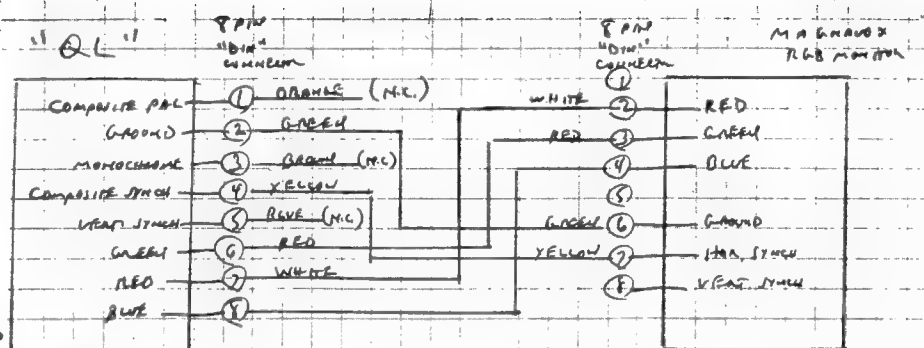 "QL"
8 PIN
"DIN"
CONNECTOR
8 PIN
"DIN"
CONNECTOR
MAGNAVOX
RGB MONITOR
COMPOSITE PAL 1 ORANGE (N.C.)
GROUND 2 GREEN
MONOCHROME 3 BROWN (N.C)
COMPOSITE SYNCH 4 YELLOW
VERT SYNCH 5 BLUE (N.C)
GREEN 6 RED
RED 7 WHITE
BLUE 8
1
WHITE 2 RED
RED 3 GREEN
4 BLUE
5
GREEN 6 GROUND
YELLOW 7 HOR. SYNCH
8 VERT SYNCH